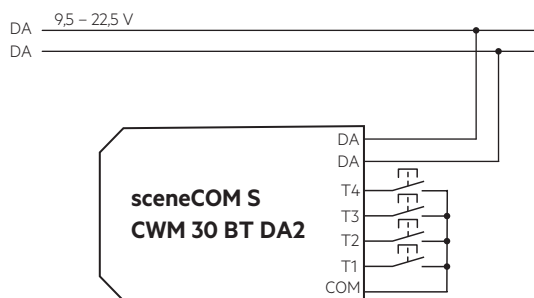 DA 9,5 – 22,5 V
DA
DA
DA
sceneCOM S
CWM 30 BT DA2
T4
T3
T2
T1
COM